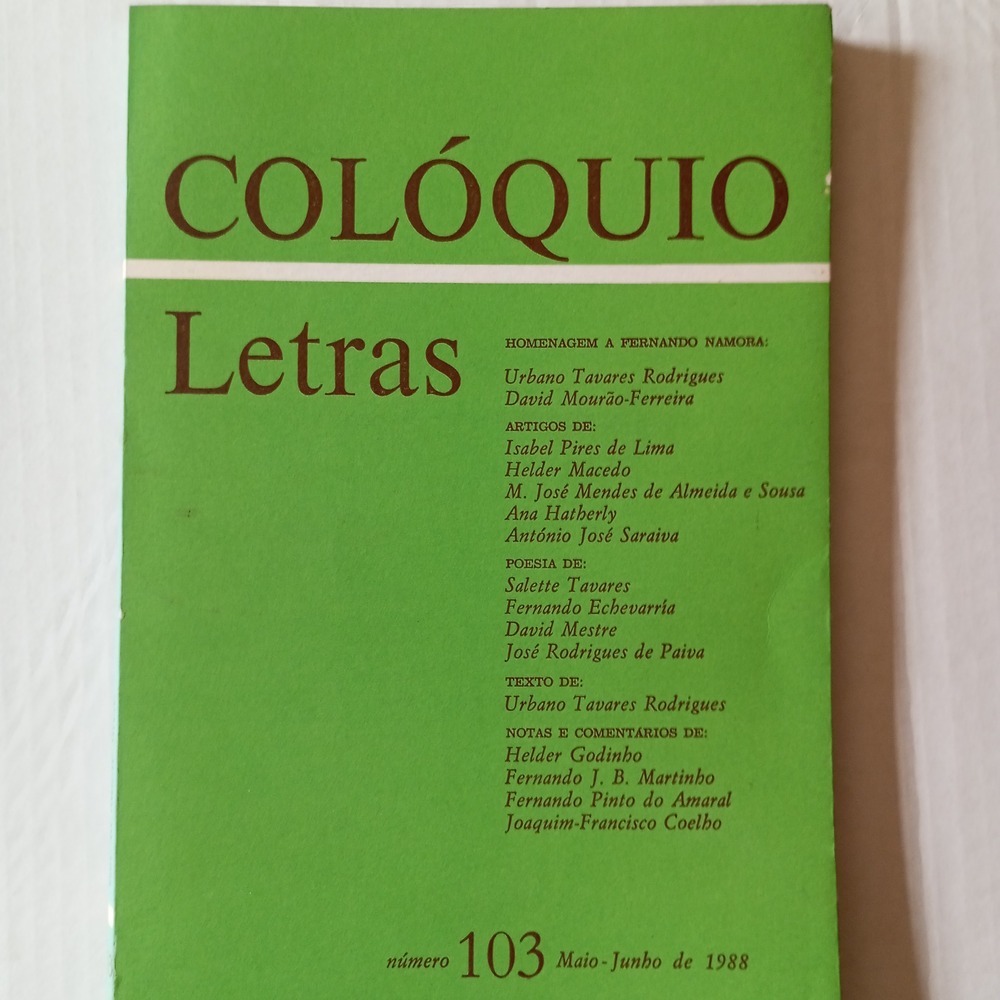 COLÓQUIO
Letras
HOMENAGEM A FERNANDO NAMORA:
Urbano Tavares Rodrigues
David Mourão-Ferreira
ARTIGOS DE:
Isabel Pires de Lima
Helder Macedo
M. José Mendes de Almeida e Sousa
Ana Hatherly
António José Saraiva
POESIA DE:
Salette Tavares
Fernando Echevarría
David Mestre
José Rodrigues de Paiva
TEXTO DE:
Urbano Tavares Rodrigues
NOTAS E COMENTÁRIOS DE:
Helder Godinho
Fernando J. B. Martinho
Fernando Pinto do Amaral
Joaquim-Francisco Coelho
número 103 Maio-Junho de 1988